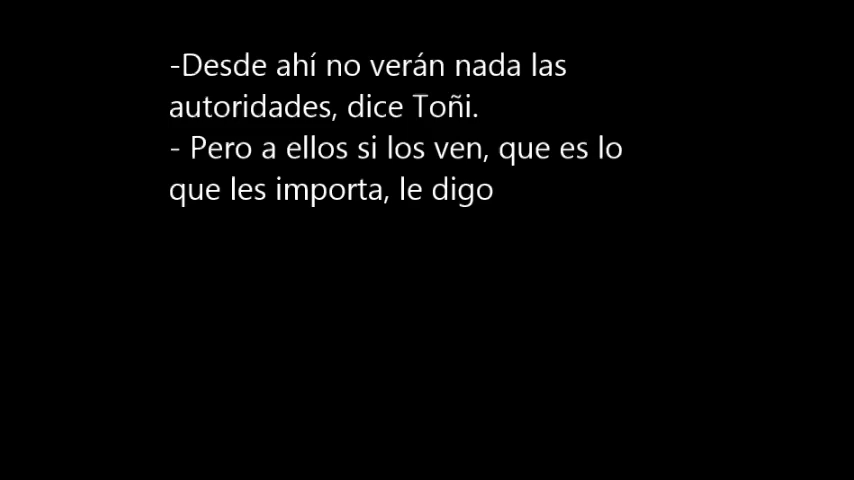 -Desde ahí no verán nada las
autoridades, dice Toñi.
- Pero a ellos si los ven, que es lo
que les importa, le digo